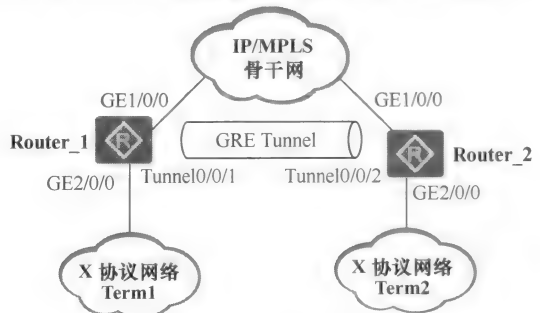 IP/MPLS
骨干网
GE1/0/0
GE1/0/0
Router_1
GRE Tunnel
Router_2
GE2/0/0
Tunnel0/0/1
Tunnel0/0/2
GE2/0/0
X 协议网络
Term1
X 协议网络
Term2